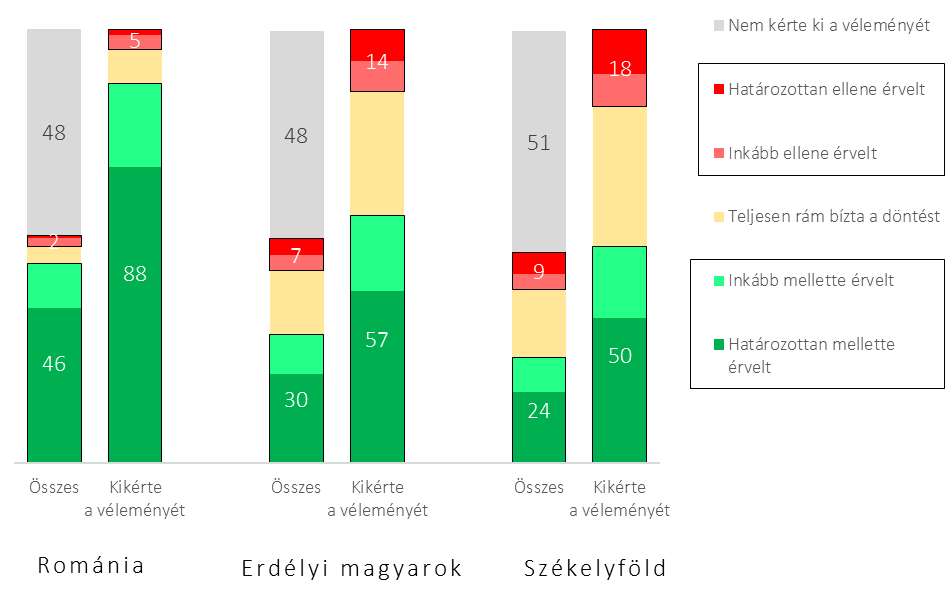 Nem kérte ki a véleményét
Határozottan ellene érvelt
Inkább ellene érvelt
Teljesen rám bízta a döntést
Inkább mellette érvelt
Határozottan mellette
érvelt
48
2
46
5
88
48
7
30
14
57
51
9
24
18
50
Összes
Kikérte
a véleményét
Összes
Kikérte
a véleményét
Összes
Kikérte
a véleményét
Románia
Erdélyi magyarok
Székelyföld